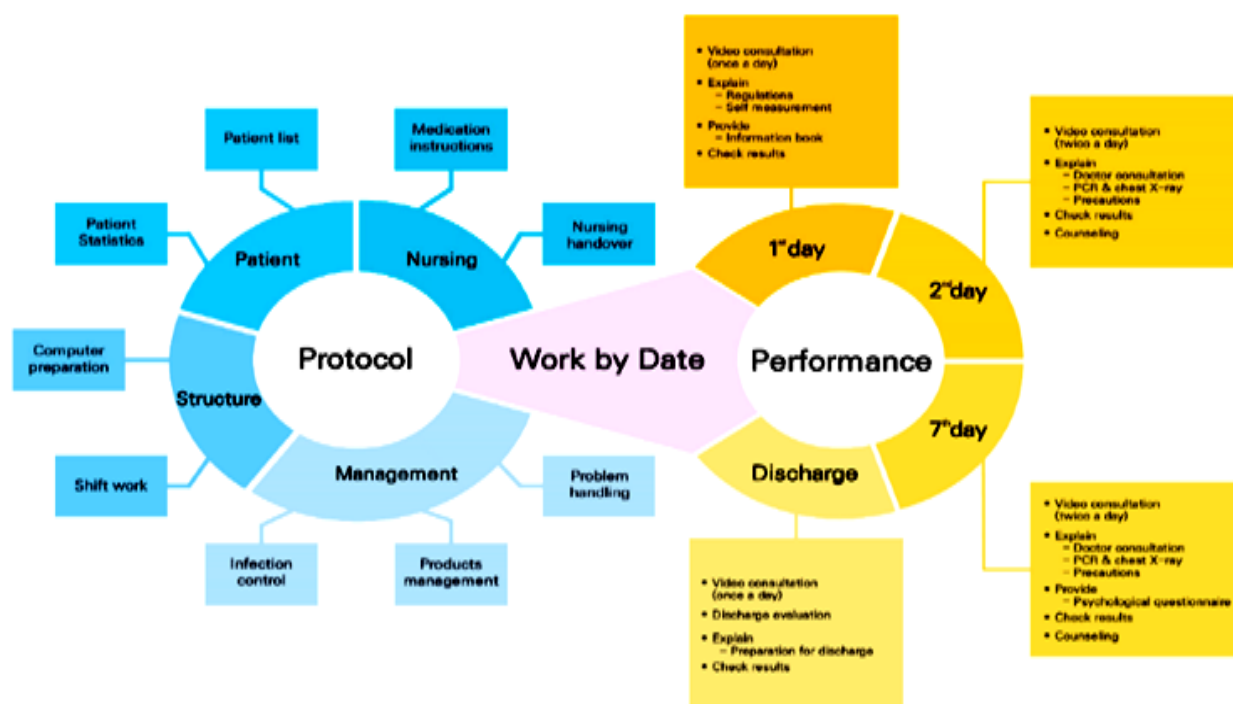 Patient list
Medication
instructions
Patient
Statistics
Nursing
handover
Computer
preparation
Shift work
Infection
control
Products
management
Problem
handling
Patient
Nursing
Structure
Management
Protocol
Work by Date
Performance
1st day
2nd day
7th day
Discharge
• Video consultation
(once a day)
• Explain
– Regulations
– Self measurement
• Provide
– Information book
• Check results
• Video consultation
(twice a day)
• Explain
– Doctor consultation
– PCR & chest X-ray
– Precautions
• Check results
• Counseling
• Video consultation
(twice a day)
• Explain
– Doctor consultation
– PCR & chest X-ray
– Precautions
• Provide
– Psychological questionnaire
• Check results
• Counseling
• Video consultation
(once a day)
• Discharge evaluation
• Explain
– Preparation for discharge
• Check results